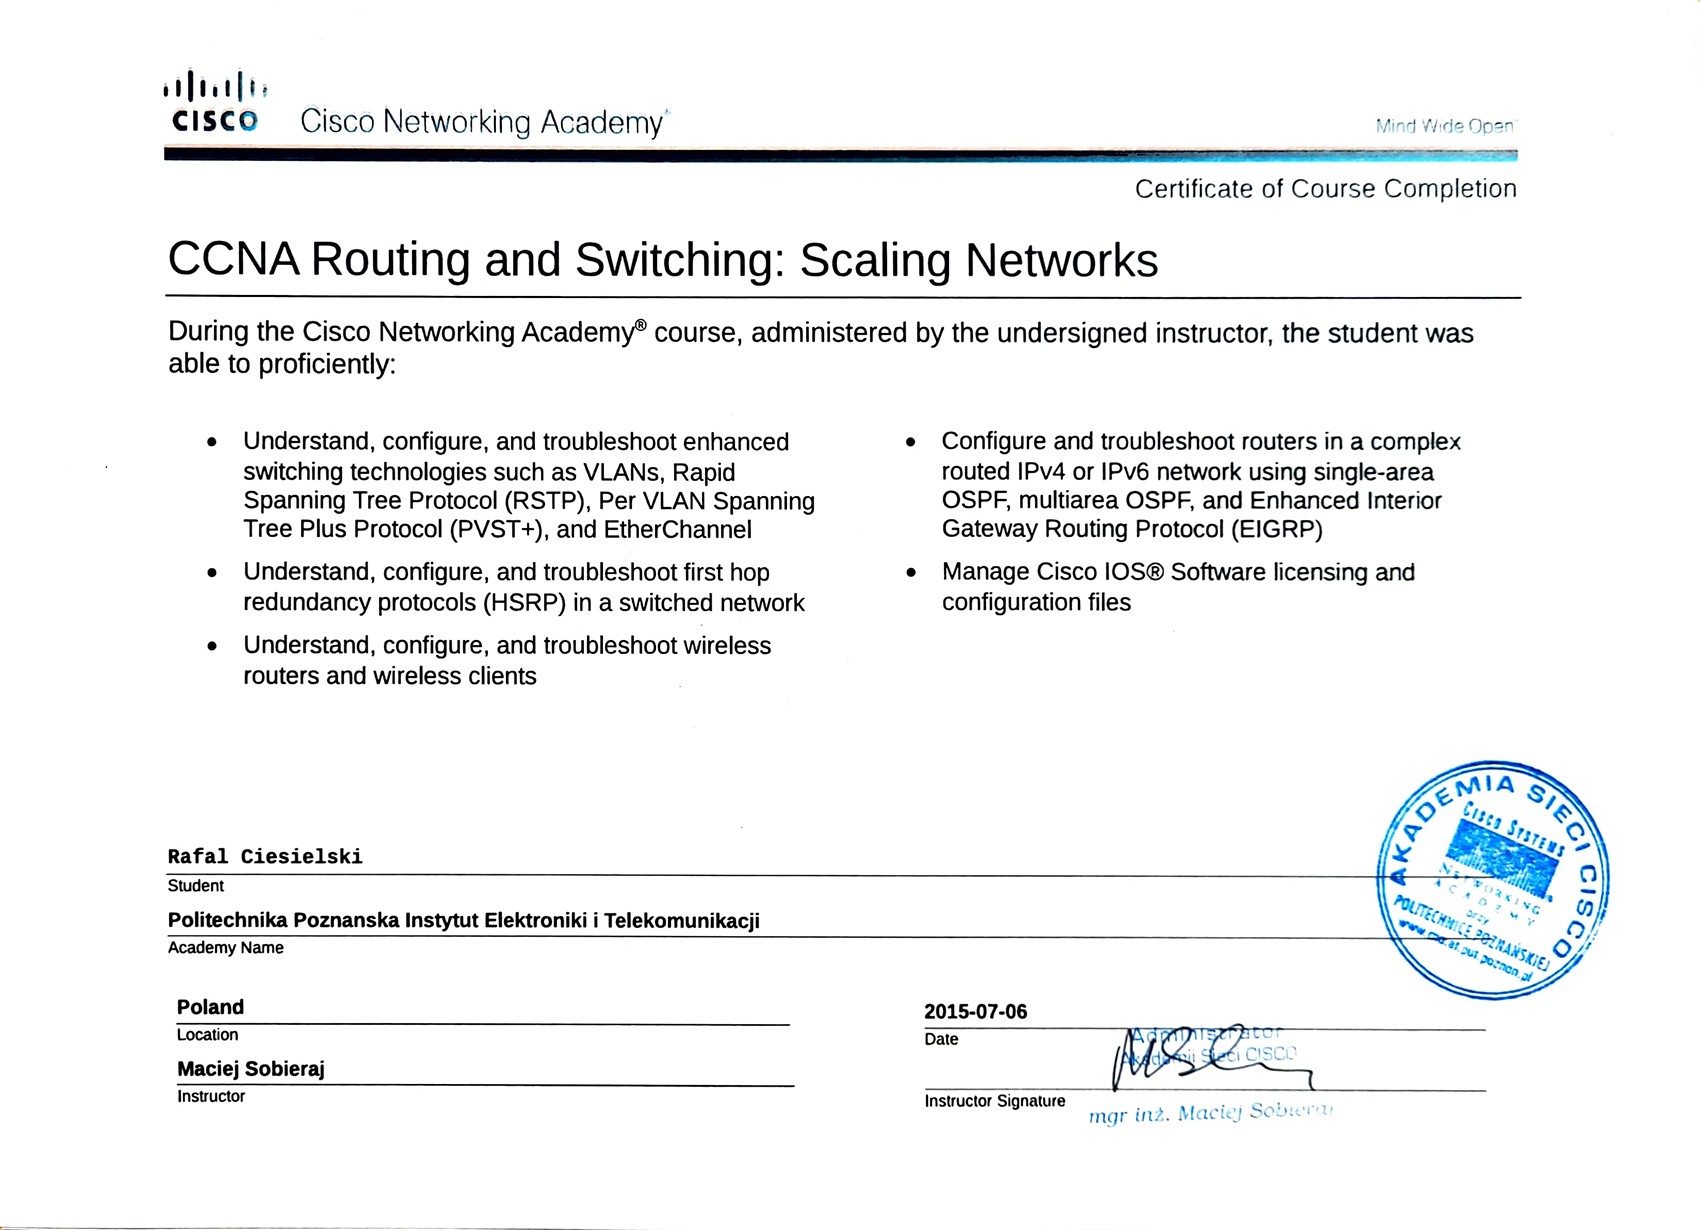 CISCO Cisco Networking Academy®
Mind Wide Open™
Certificate of Course Completion
CCNA Routing and Switching: Scaling Networks
During the Cisco Networking Academy® course, administered by the undersigned instructor, the student was
able to proficiently:
• Understand, configure, and troubleshoot enhanced
switching technologies such as VLANs, Rapid
Spanning Tree Protocol (RSTP), Per VLAN Spanning
Tree Plus Protocol (PVST+), and EtherChannel
• Understand, configure, and troubleshoot first hop
redundancy protocols (HSRP) in a switched network
• Understand, configure, and troubleshoot wireless
routers and wireless clients
• Configure and troubleshoot routers in a complex
routed IPv4 or IPv6 network using single-area
OSPF, multiarea OSPF, and Enhanced Interior
Gateway Routing Protocol (EIGRP)
• Manage Cisco IOS® Software licensing and
configuration files
AKADEMIA SIECI CISCO
CISCO SYSTEMS
NETWORKING
ACADEMY
przy
POLITECHNICE POZNAŃSKIEJ
Rafal Ciesielski
Student
Politechnika Poznanska Instytut Elektroniki i Telekomunikacji
Academy Name
Poland
Location
Maciej Sobieraj
Instructor
2015-07-06
Date
Administrator
Akademii Sieci CISCO
Instructor Signature
mgr inż. Maciej Sobieraj